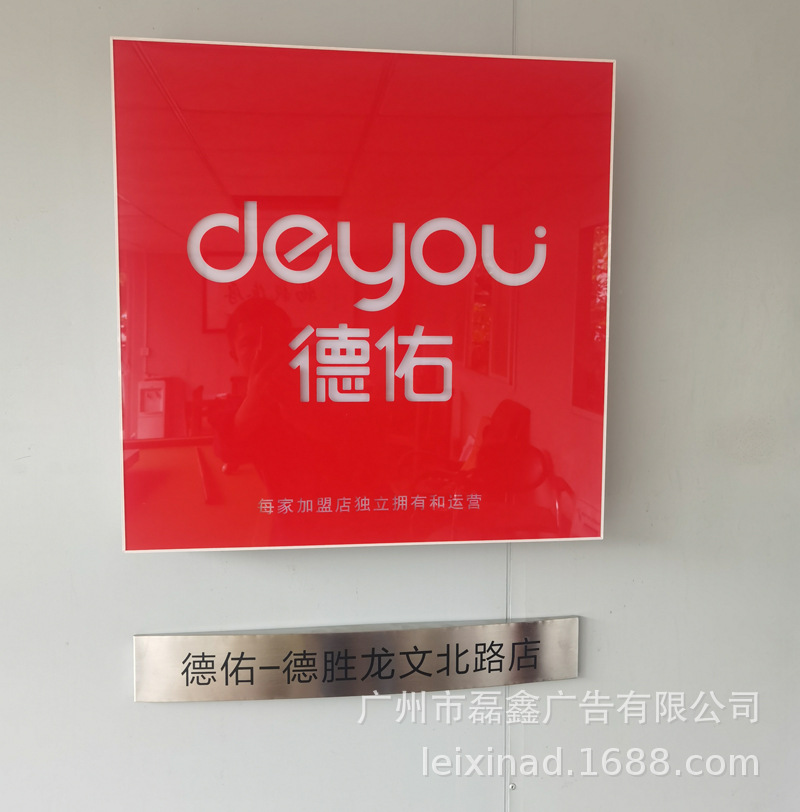 deyou
德佑
每家加盟店独立拥有和运营
德佑-德胜龙文北路店
广州市磊鑫广告有限公司
leixinad.1688.com